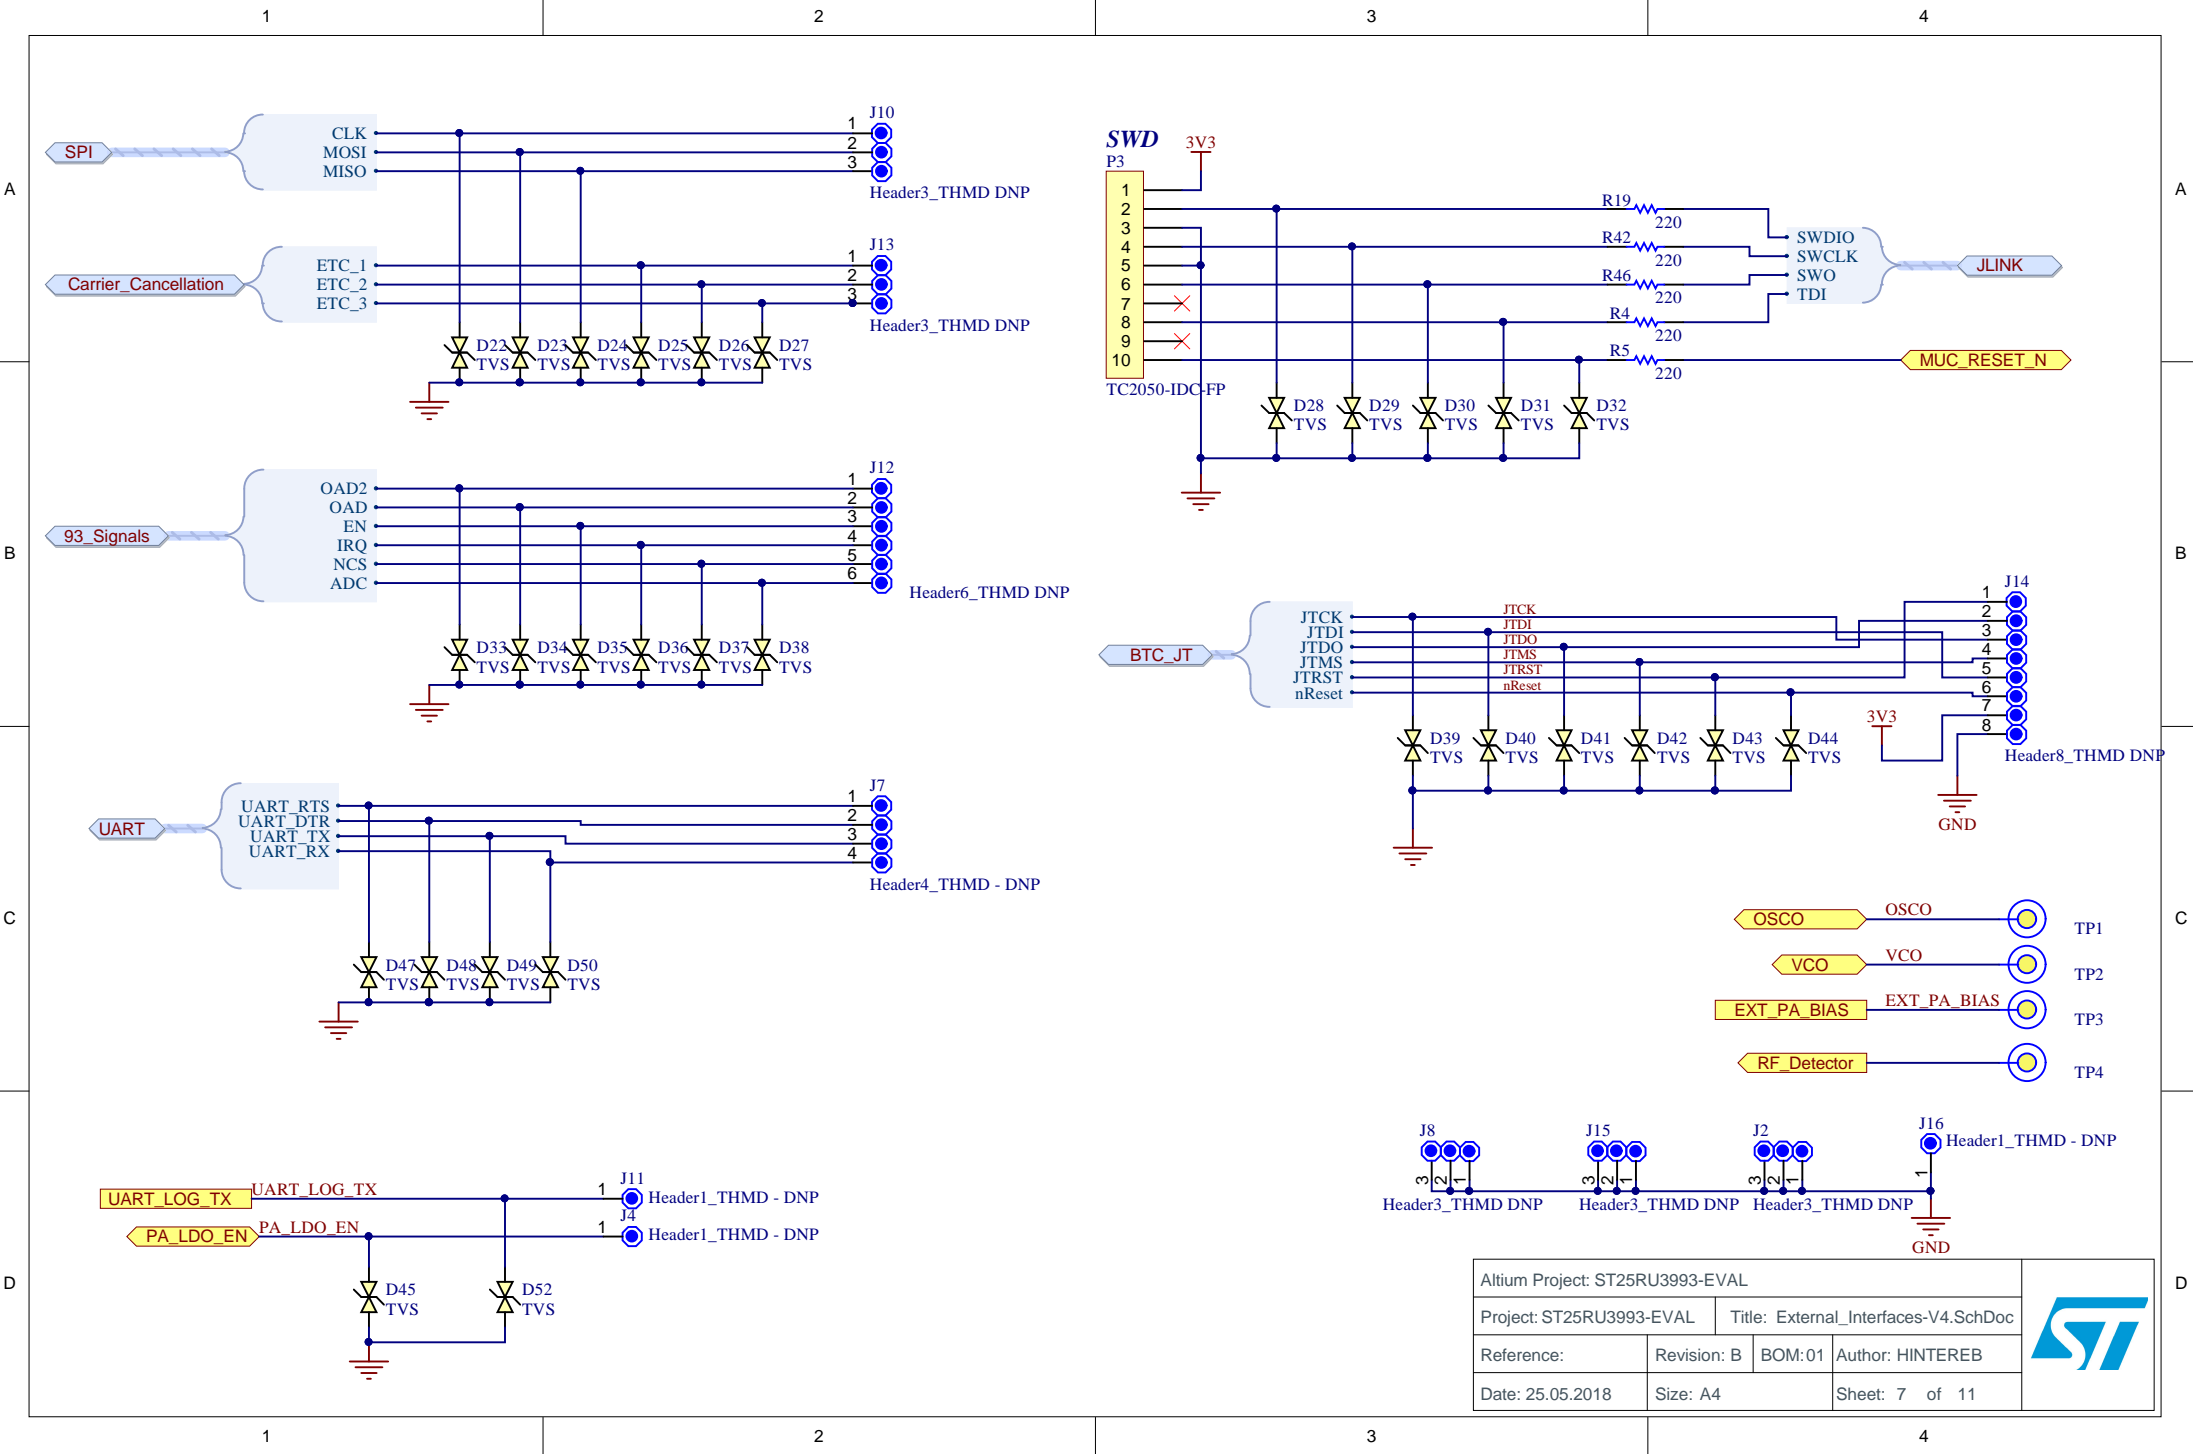 1 2 3 4
A A
B B
C C
D D
SPI
CLK
MOSI
MISO
J10
1
2
3
Header3_THMD DNP
Carrier_Cancellation
ETC_1
ETC_2
ETC_3
J13
1
2
3
Header3_THMD DNP
D22 D23 D24 D25 D26 D27
TVS TVS TVS TVS TVS TVS
93_Signals
OAD2
OAD
EN
IRQ
NCS
ADC
J12
1
2
3
4
5
6
Header6_THMD DNP
D33 D34 D35 D36 D37 D38
TVS TVS TVS TVS TVS TVS
UART
UART_RTS
UART_DTR
UART_TX
UART_RX
J7
1
2
3
4
Header4_THMD - DNP
D47 D48 D49 D50
TVS TVS TVS TVS
UART_LOG_TX UART_LOG_TX 1 J11 Header1_THMD - DNP
PA_LDO_EN PA_LDO_EN 1 J4 Header1_THMD - DNP
D45 D52
TVS TVS
SWD
P3
3V3
1
2
3
4
5
6
7
8
9
10
TC2050-IDC-FP
R19
220
R42
220
R46
220
R4
220
R5
220
SWDIO
SWCLK
SWO
TDI
JLINK
MUC_RESET_N
D28 D29 D30 D31 D32
TVS TVS TVS TVS TVS
BTC_JT
JTCK JTCK
JTDI JTDI
JTDO JTDO
JTMS JTMS
JTRST JTRST
nReset nReset
J14
1
2
3
4
5
6
7
8
3V3
Header8_THMD DNP
GND
D39 D40 D41 D42 D43 D44
TVS TVS TVS TVS TVS TVS
OSCO OSCO TP1
VCO VCO TP2
EXT_PA_BIAS EXT_PA_BIAS TP3
RF_Detector TP4
J8 J15 J2 J16
Header1_THMD - DNP
3 2 1 3 2 1 3 2 1 1
Header3_THMD DNP Header3_THMD DNP Header3_THMD DNP
GND
Altium Project: ST25RU3993-EVAL
Project: ST25RU3993-EVAL Title: External_Interfaces-V4.SchDoc
Reference: Revision: B BOM:01 Author: HINTEREB
Date: 25.05.2018 Size: A4 Sheet: 7 of 11
ST
1 2 3 4